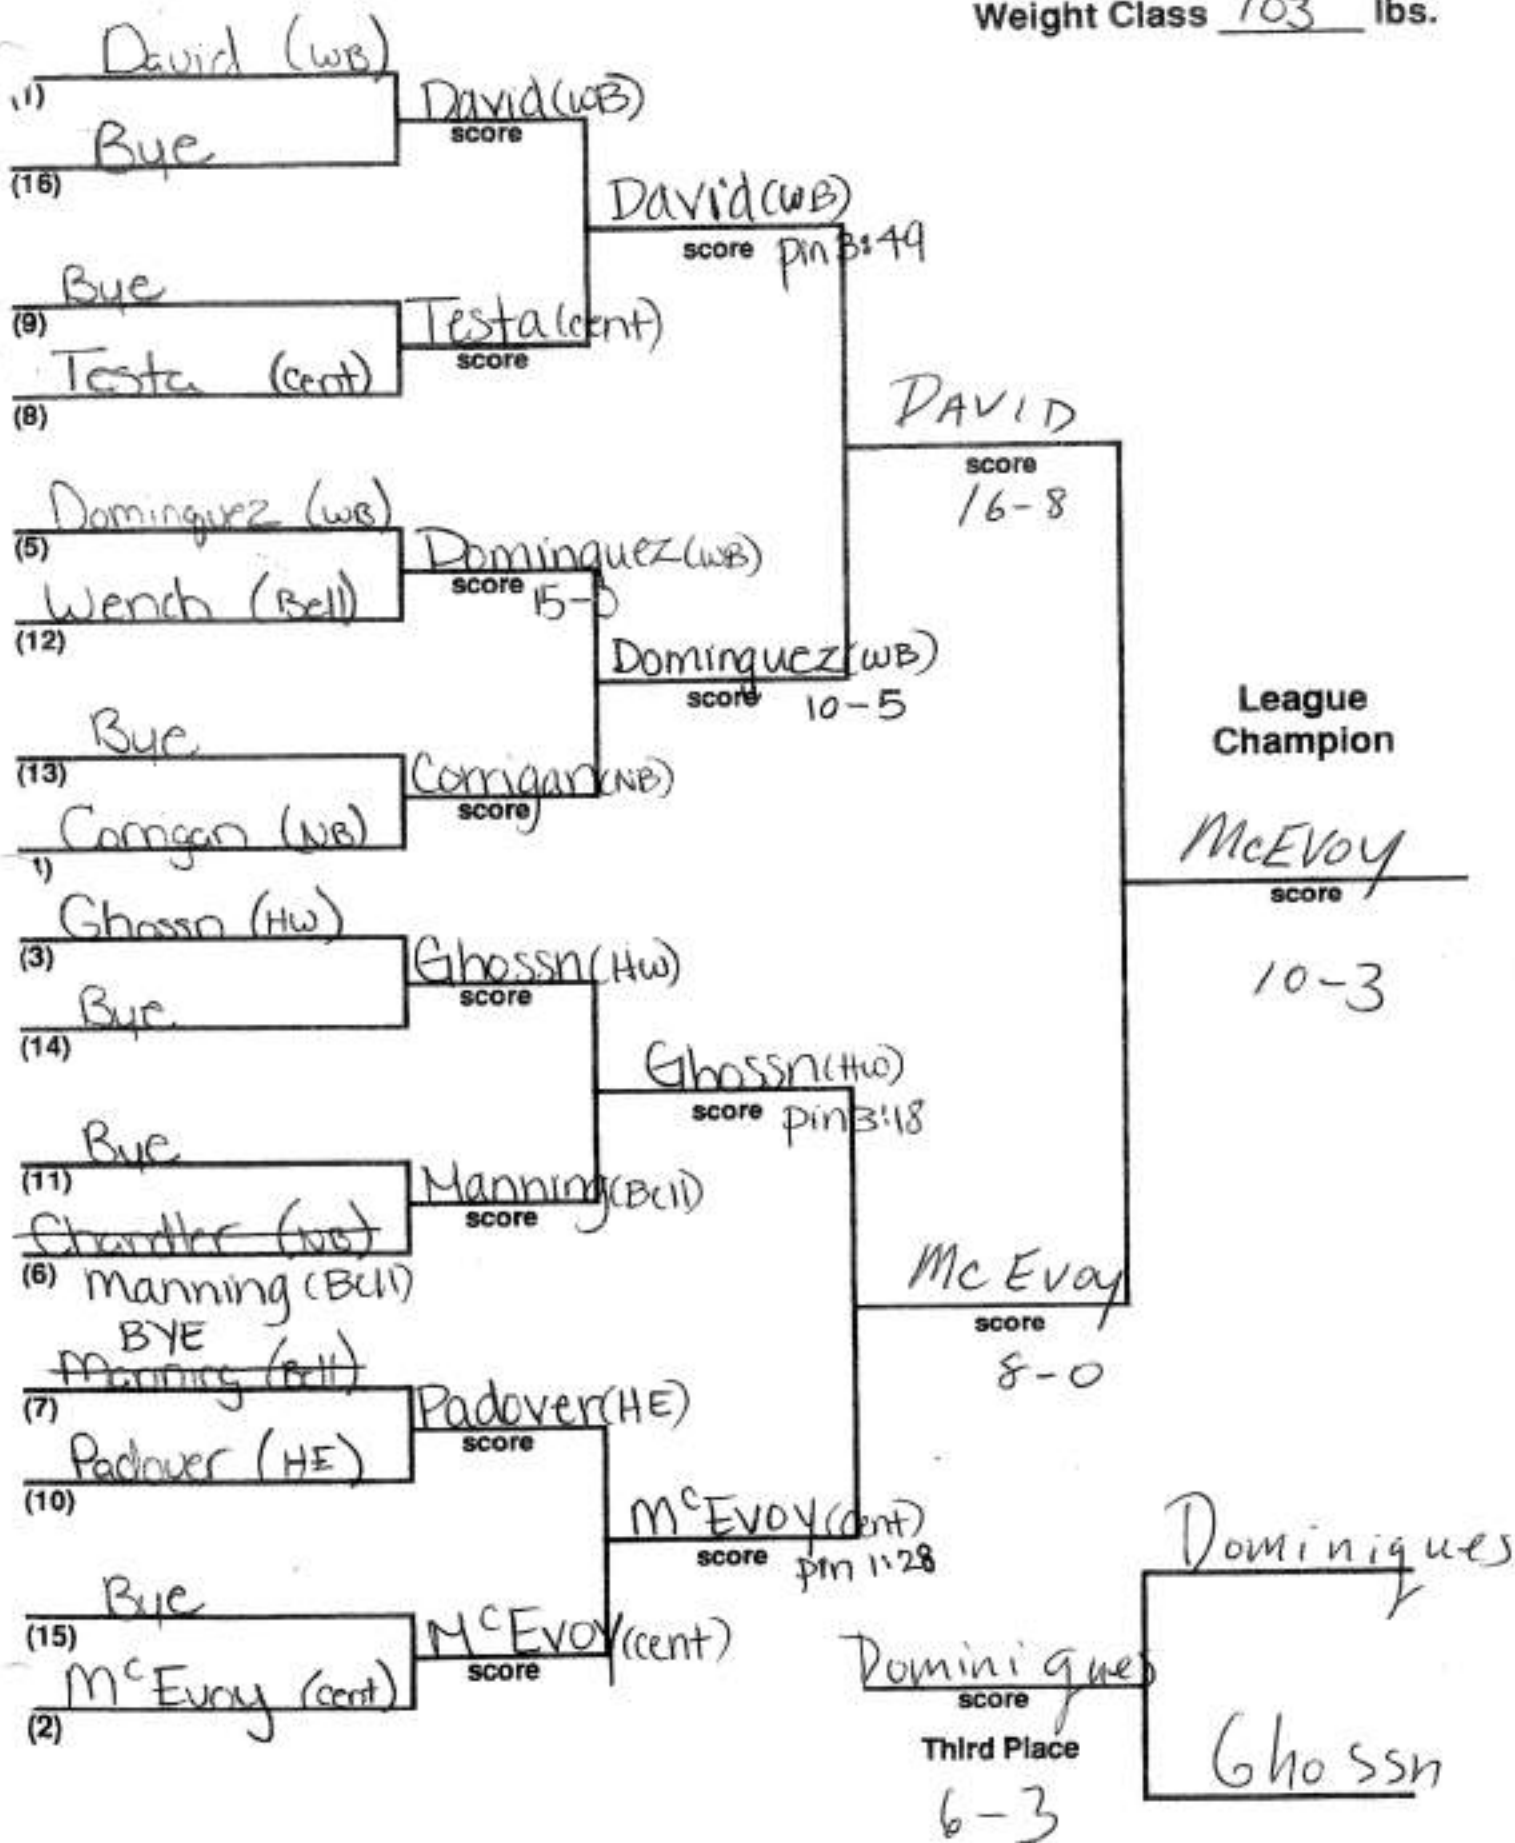 Weight Class 103 lbs.
David (WB)
(1)
Bye
(16)
David (WB)
score
Bye
(9)
Testa (cent)
(8)
Testa (cent)
score
David (WB)
score pin 3:49
Dominguez (WB)
(5)
Wench (Bell)
(12)
Dominguez (WB)
score 15-0
Bye
(13)
Corrigan (NB)
Corrigan (NB)
score
Dominguez (WB)
score 10-5
DAVID
score
16-8
Ghossn (HW)
(3)
Bye
(14)
Ghossn (HW)
score
Bye
(11)
Chandler (NB)
(6) Manning (Bell)
Manning (Bell)
score
Ghossn (HW)
score pin 3:18
BYE
Manning (Bell)
(7)
Padover (HE)
(10)
Padover (HE)
score
Bye
(15)
McEvoy (cent)
(2)
McEvoy (cent)
score
McEvoy (cent)
score pin 1:28
Mc Evoy
score
8-0
League
Champion
McEvoy
score
10-3
Dominiques
Ghossn
Dominiques
score
Third Place
6-3